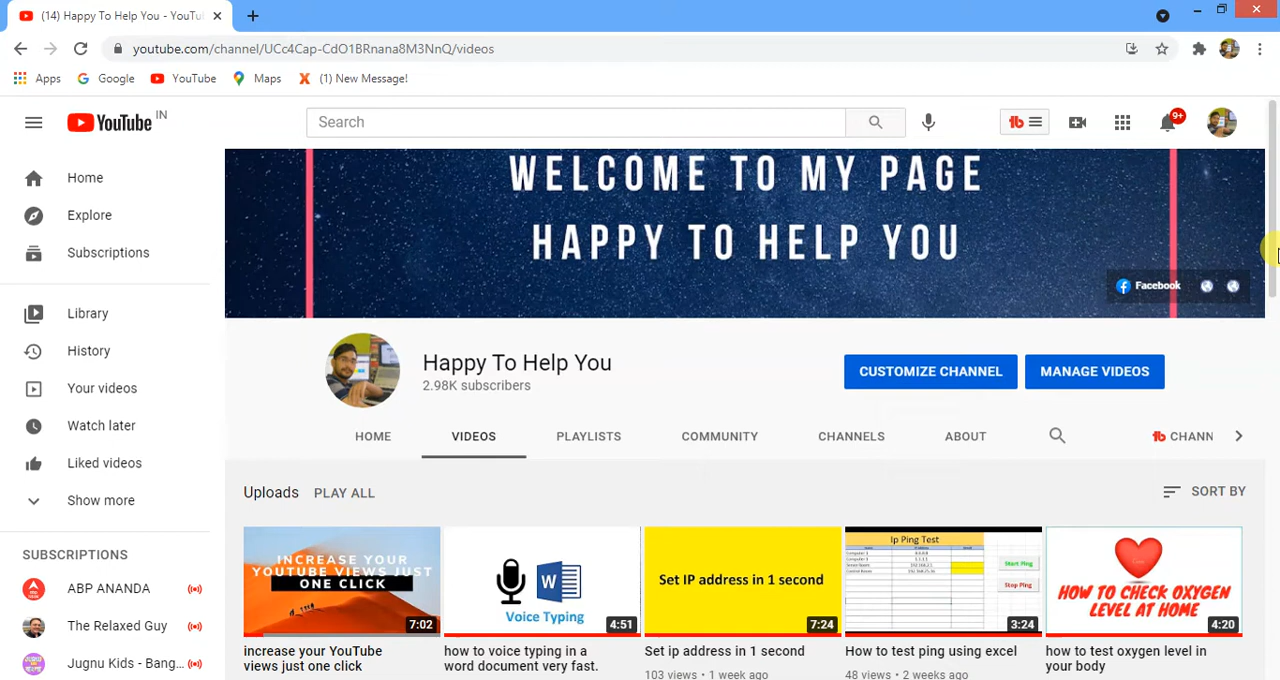 (14) Happy To Help You - YouTu
youtube.com/channel/UCc4Cap-CdO1BRnana8M3NnQ/videos
Apps Google YouTube Maps (1) New Message!
YouTube IN
Search
9+
WELCOME TO MY PAGE
HAPPY TO HELP YOU
Facebook
Home
Explore
Subscriptions
Library
History
Your videos
Watch later
Liked videos
Show more
SUBSCRIPTIONS
ABP ANANDA
The Relaxed Guy
Jugnu Kids - Bang...
Happy To Help You
2.98K subscribers
CUSTOMIZE CHANNEL MANAGE VIDEOS
HOME VIDEOS PLAYLISTS COMMUNITY CHANNELS ABOUT CHANN
Uploads PLAY ALL SORT BY
INCREASE YOUR
YOUTUBE VIEWS JUST
ONE CLICK
7:02
increase your YouTube
views just one click
W
Voice Typing
4:51
how to voice typing in a
word document very fast.
Set IP address in 1 second
7:24
Set ip address in 1 second
103 views • 1 week ago
Ip Ping Test
Start Ping
Stop Ping
3:24
How to test ping using excel
48 views • 2 weeks ago
HOW TO CHECK OXYGEN
LEVEL AT HOME
4:20
how to test oxygen level in
your body